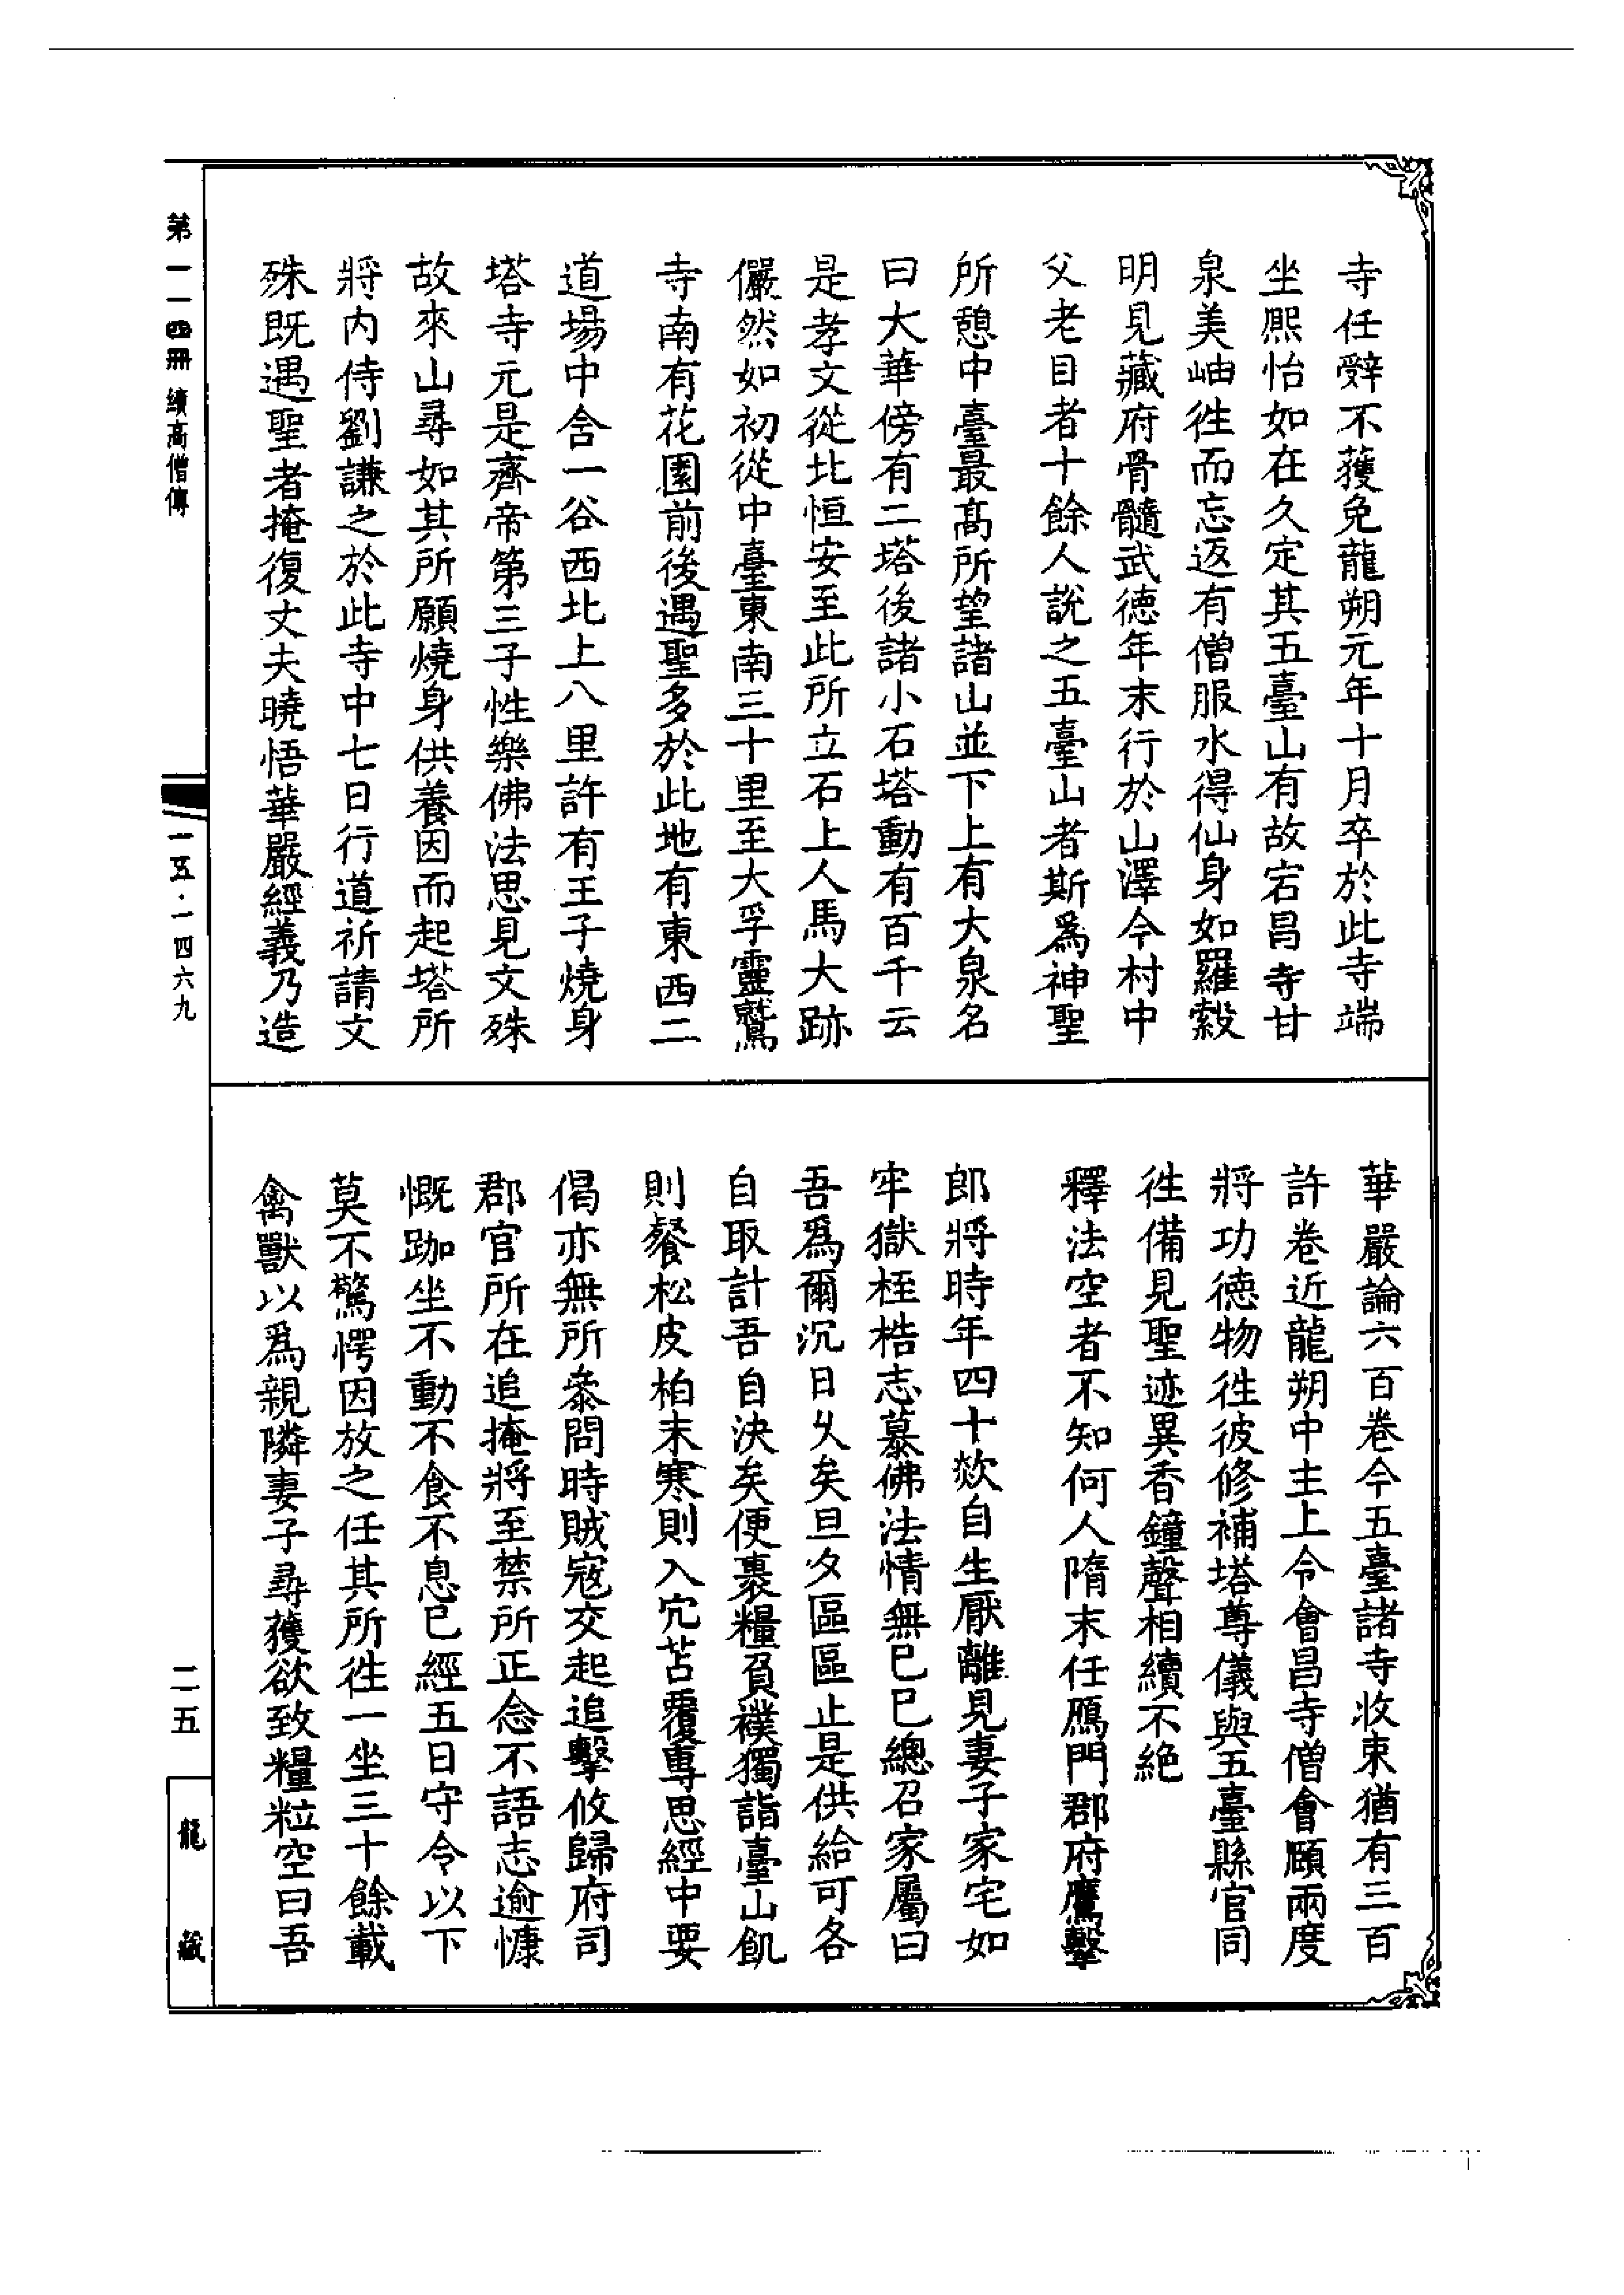 寺任辤不獲免龍朔元年十月卒於此寺端
坐熈怡如在久定其五臺山有故宕昌寺甘
泉美岫徃而忘返有僧服水得仙身如羅縠
明見藏府骨髓武德年末行於山澤今村中
父老目者十餘人說之五臺山者斯爲神聖
所憩中臺最髙所望諸山並下上有大泉名
曰大華傍有二塔後諸小石塔動有百千云
是孝文從北恒安至此所立石上人馬大跡
儼然如初從中臺東南三十里至大孚靈鷲
寺南有花園前後遇聖多於此地有東西二
道場中含一谷西北上八里許有王子燒身
塔寺元是齊帝第三子性樂佛法思見文殊
故來山尋如其所願燒身供養因而起塔所
將内侍劉謙之於此寺中七日行道祈請文
殊既遇聖者掩復丈夫曉悟華嚴經義乃造
華嚴論六百卷今五臺諸寺收束猶有三百
許卷近龍朔中主上令會昌寺僧會賾兩度
將功德物徃彼修補塔尊儀與五臺縣官同
徃備見聖迹異香鐘聲相續不絶
釋法空者不知何人隋末任鴈門郡府鷹擊
郎將時年四十欻自生厭離見妻子家宅如
牢獄桎梏志慕佛法情無已已總召家屬曰
吾爲爾沉日久矣旦夕區區止是供給可各
自取計吾自決矣便裹糧負襆獨詣臺山飢
則餐松皮柏末寒則入穴苫覆專思經中要
偈亦無所叅問時賊寇交起追擊攸歸府司
郡官所在追掩將至禁所正念不語志逾慷
慨跏坐不動不食不息已經五日守令以下
莫不驚愕因放之任其所徃一坐三十餘載
禽獸以爲親隣妻子尋獲欲致糧粒空曰吾
第一一四冊 續高僧傳
一五·一四六九
二五
龍藏